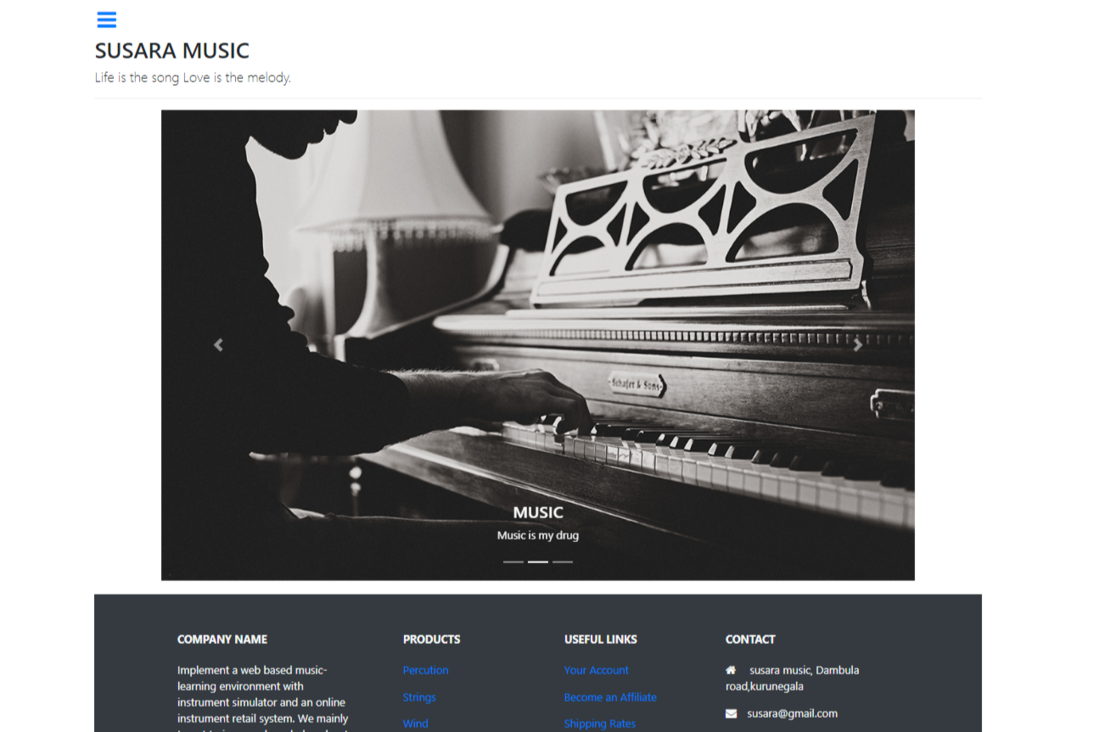 SUSARA MUSIC
Life is the song Love is the melody.
Schafer & Sons
MUSIC
Music is my drug
COMPANY NAME
Implement a web based music-
learning environment with
instrument simulator and an online
instrument retail system. We mainly
PRODUCTS
Percution
Strings
Wind
USEFUL LINKS
Your Account
Become an Affiliate
Shipping Rates
CONTACT
susara music, Dambula
road,kurunegala
susara@gmail.com